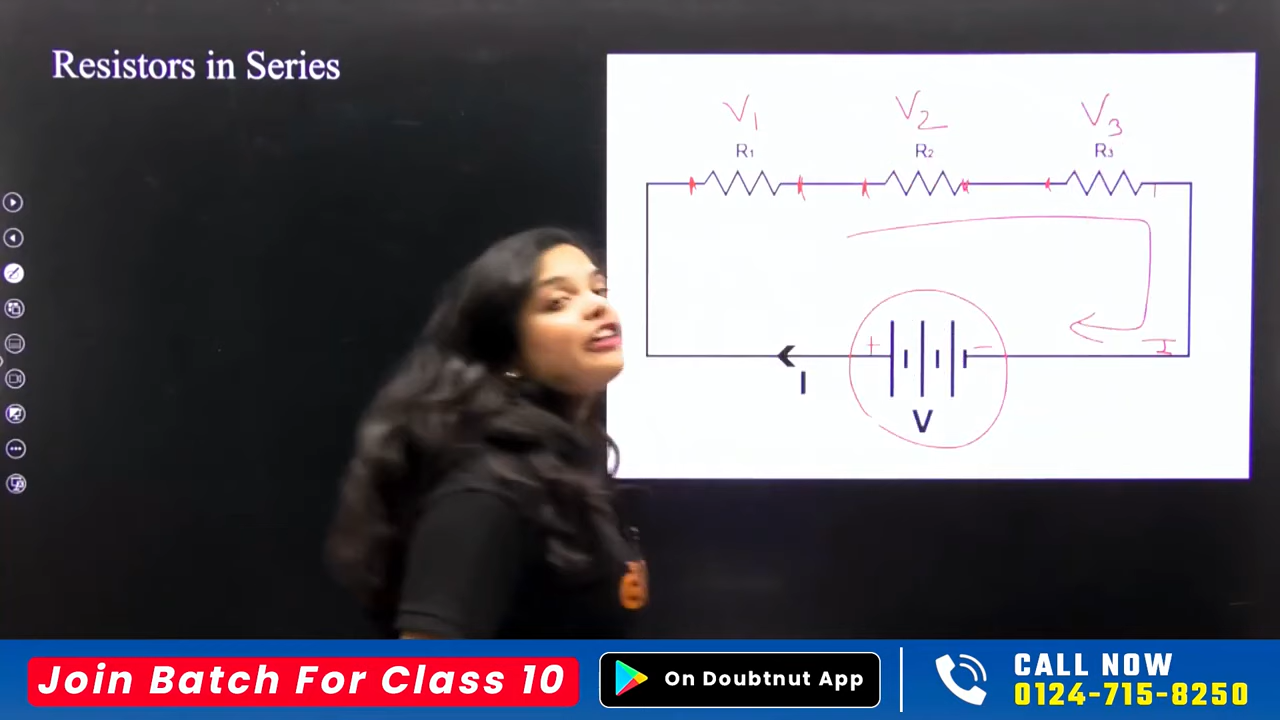 Resistors in Series
V1 V2 V3
R1 R2 R3
+ −
I I
V
Join Batch For Class 10
On Doubtnut App
CALL NOW
0124-715-8250